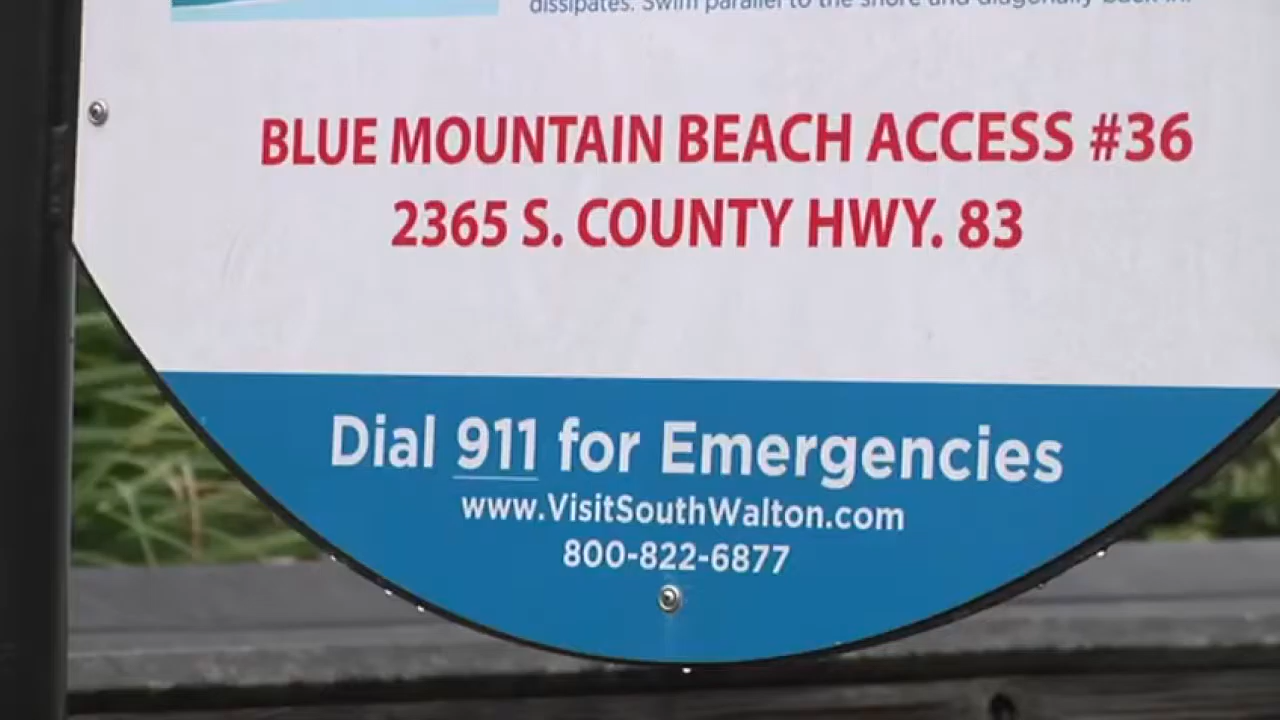 dissipates. Swim parallel to the shore and diagonally back in.
BLUE MOUNTAIN BEACH ACCESS #36
2365 S. COUNTY HWY. 83
Dial 911 for Emergencies
www.VisitSouthWalton.com
800-822-6877